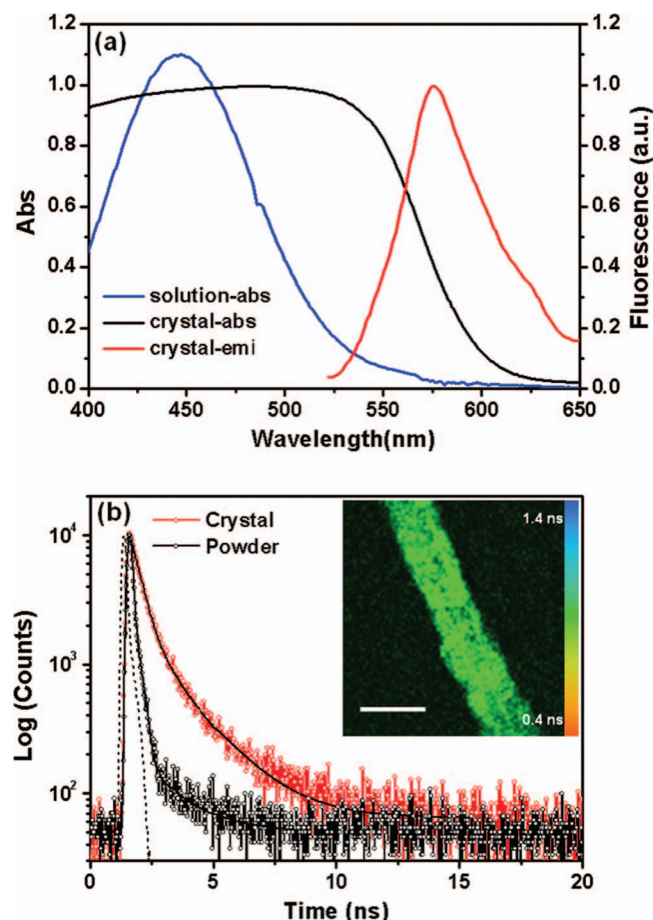 (a)
1.2
1.0
0.8
0.6
0.4
0.2
0.0
Abs
1.2
1.0
0.8
0.6
0.4
0.2
0.0
Fluorescence (a.u.)
solution-abs
crystal-abs
crystal-emi
400 450 500 550 600 650
Wavelength(nm)
(b)
Crystal
Powder
1.4 ns
0.4 ns
10^4
10^3
10^2
Log (Counts)
0 5 10 15 20
Time (ns)